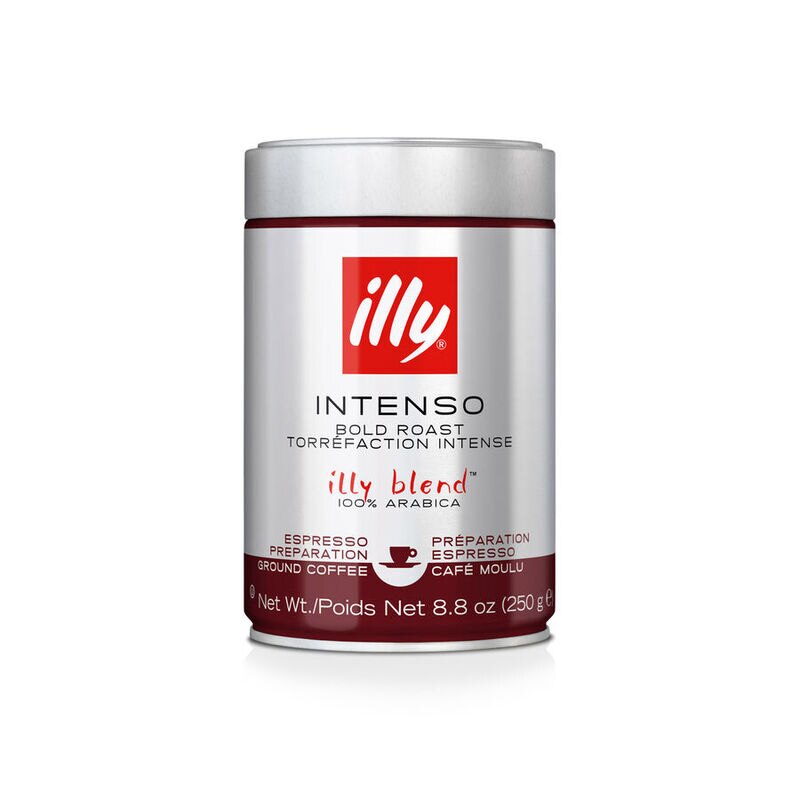 illy®
INTENSO
BOLD ROAST
TORRÉFACTION INTENSE
illy blend™
100% ARABICA
ESPRESSO PRÉPARATION
PREPARATION ESPRESSO
GROUND COFFEE CAFÉ MOULU
Net Wt./Poids Net 8.8 oz (250 g ℮